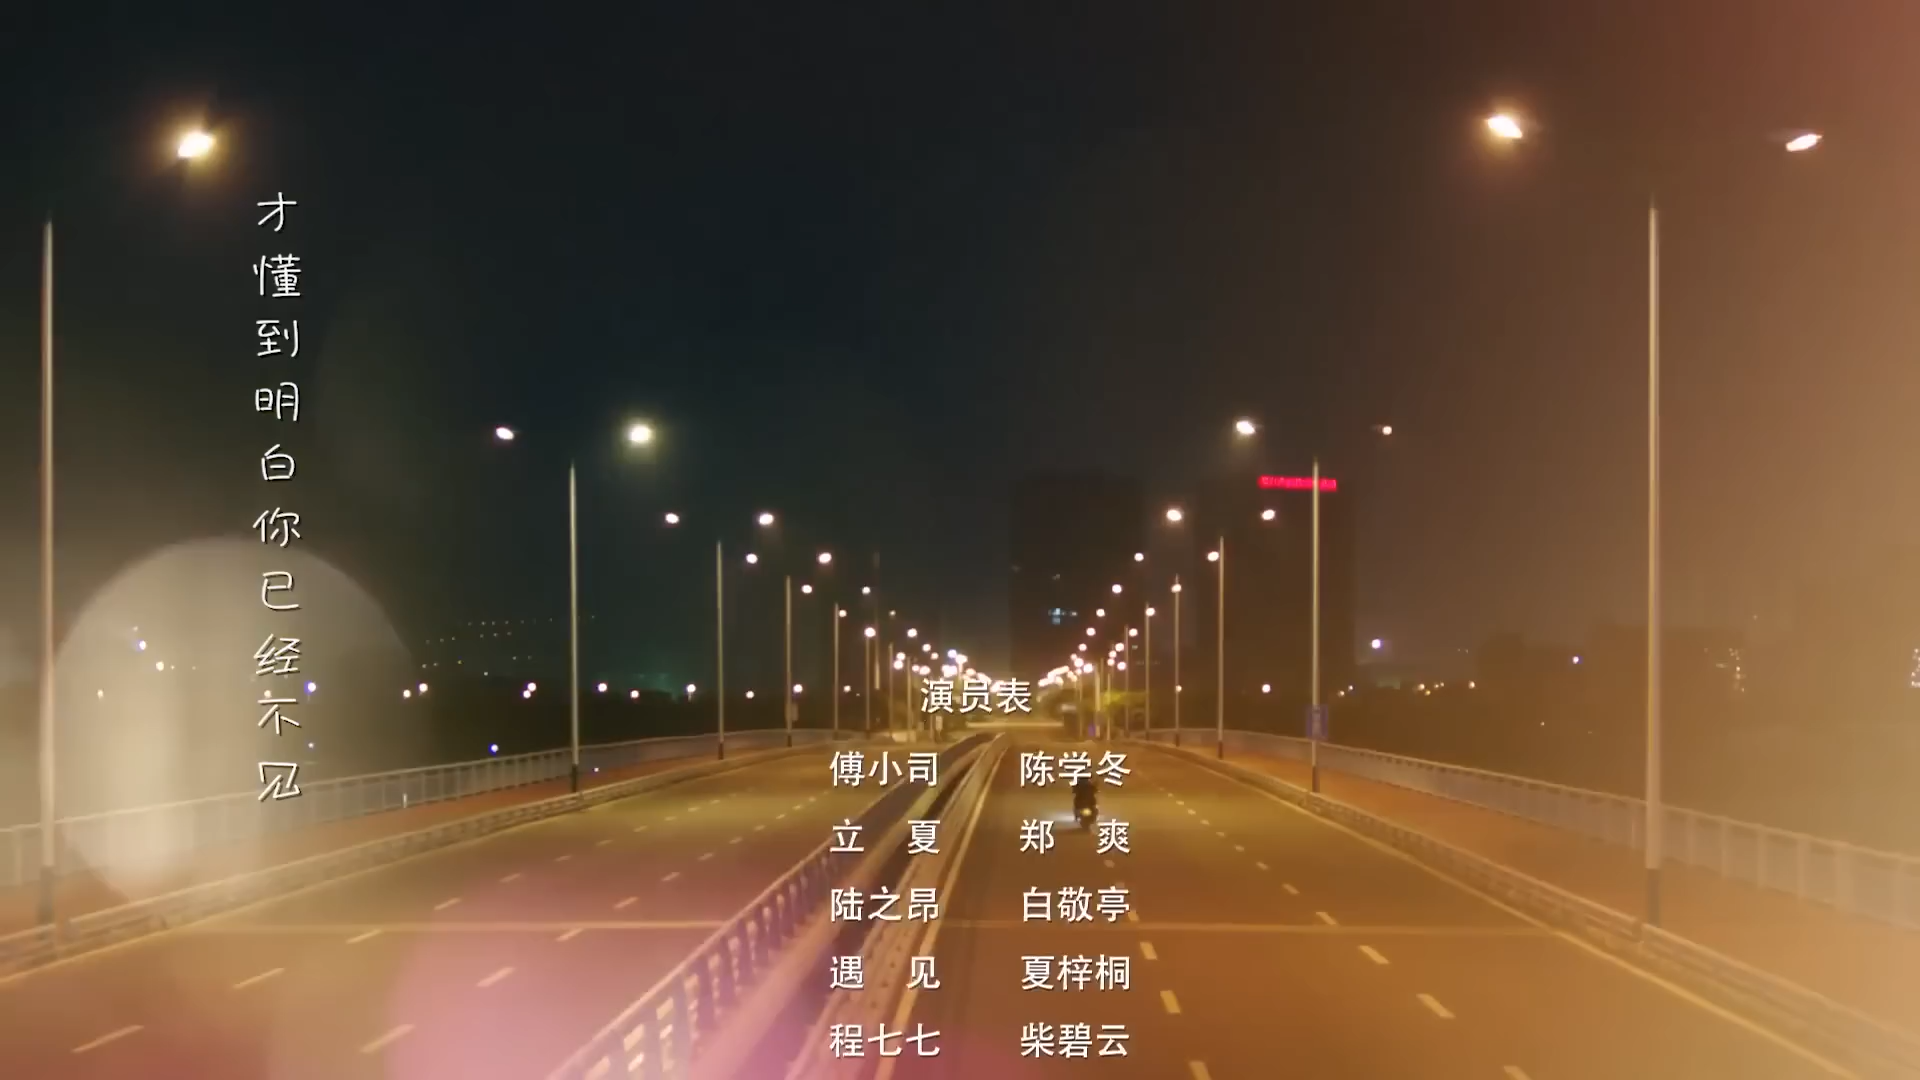 才懂到明白你已经不见
演员表
傅小司 陈学冬
立 夏 郑 爽
陆之昂 白敬亭
遇 见 夏梓桐
程七七 柴碧云